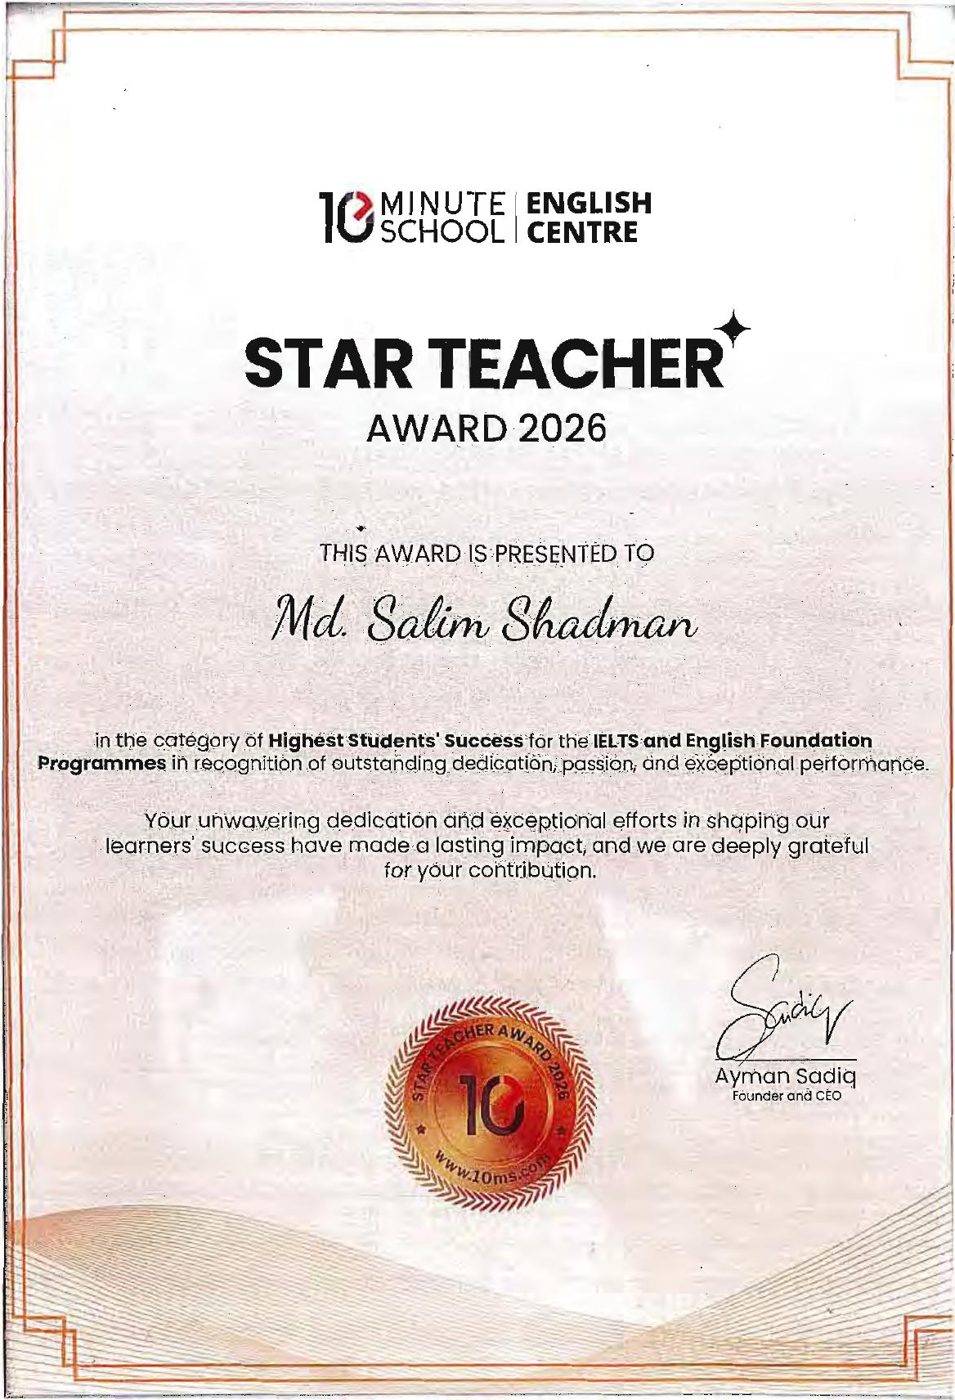 10 MINUTE SCHOOL | ENGLISH CENTRE
STAR TEACHER
AWARD 2026
THIS AWARD IS PRESENTED TO
Md. Salim Shadman
in the category of Highest Students' Success for the IELTS and English Foundation
Programmes in recognition of outstanding dedication, passion, and exceptional performance.
Your unwavering dedication and exceptional efforts in shaping our
learners' success have made a lasting impact, and we are deeply grateful
for your contribution.
Sadiq
Ayman Sadiq
Founder and CEO
STAR TEACHER AWARD 2026
10
www.10ms.com